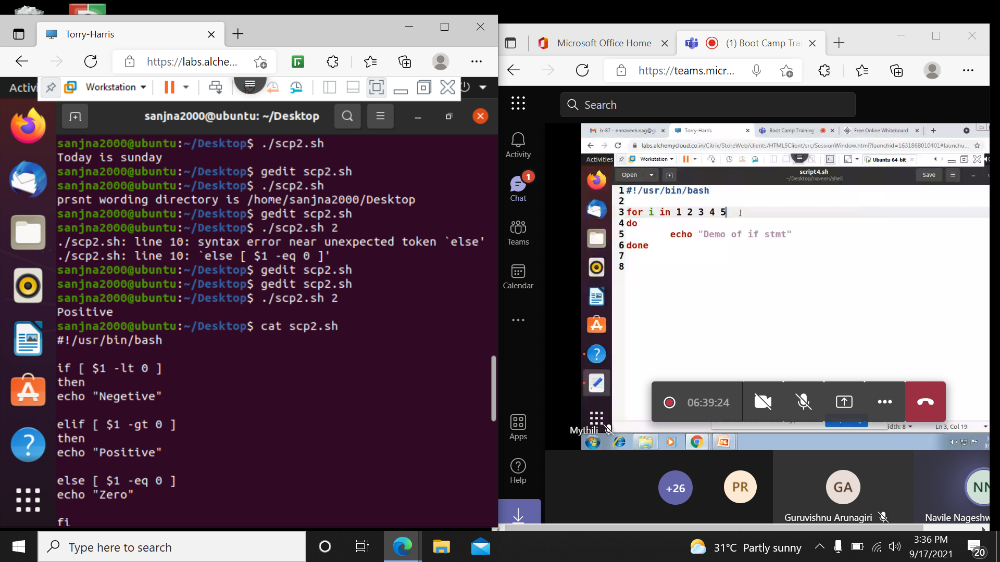 Torry-Harris
https://labs.alche...
Activi
Workstation
sanjna2000@ubuntu: ~/Desktop
sanjna2000@ubuntu:~/Desktop$ ./scp2.sh
Today is sunday
sanjna2000@ubuntu:~/Desktop$ gedit scp2.sh
sanjna2000@ubuntu:~/Desktop$ ./scp2.sh
prsnt wording directory is /home/sanjna2000/Desktop
sanjna2000@ubuntu:~/Desktop$ gedit scp2.sh
sanjna2000@ubuntu:~/Desktop$ ./scp2.sh 2
./scp2.sh: line 10: syntax error near unexpected token `else'
./scp2.sh: line 10: `else [ $1 -eq 0 ]'
sanjna2000@ubuntu:~/Desktop$ gedit scp2.sh
sanjna2000@ubuntu:~/Desktop$ gedit scp2.sh
sanjna2000@ubuntu:~/Desktop$ ./scp2.sh 2
Positive
sanjna2000@ubuntu:~/Desktop$ cat scp2.sh
#!/usr/bin/bash
if [ $1 -lt 0 ]
then
echo "Negetive"
elif [ $1 -gt 0 ]
then
echo "Positive"
else [ $1 -eq 0 ]
echo "Zero"
fi
Microsoft Office Home
(1) Boot Camp Trai
https://teams.micr...
Search
Activity
1
Chat
Teams
Calendar
Apps
Help
b-87 - nnnaveen.nag@g
Torry-Harris
Boot Camp Training
Free Online Whiteboard
labs.alchemycloud.co.in/Citrix/StoreWeb/clients/HTML5Client/src/SessionWindow.html?launchid=1631868010401#launchu...
Activities
Workstation
Ubuntu 64-bit
Open
script4.sh
~/Desktop/naveen/shell
Save
1 #!/usr/bin/bash
2
3 for i in 1 2 3 4 5
4 do
5 echo "Demo of if stmt"
6 done
7
8
06:39:24
idth: 8
Ln 3, Col 19
Mythili
+26
PR
GA
NN
Guruvishnu Arunagiri
Navile Nageshw
Type here to search
31°C Partly sunny
3:36 PM
9/17/2021
20